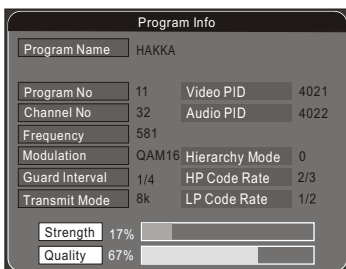 Program Info
Program Name HAKKA
Program No 11 Video PID 4021
Channel No 32 Audio PID 4022
Frequency 581
Modulation QAM16 Hierarchy Mode 0
Guard Interval 1/4 HP Code Rate 2/3
Transmit Mode 8k LP Code Rate 1/2
Strength 17%
Quality 67%